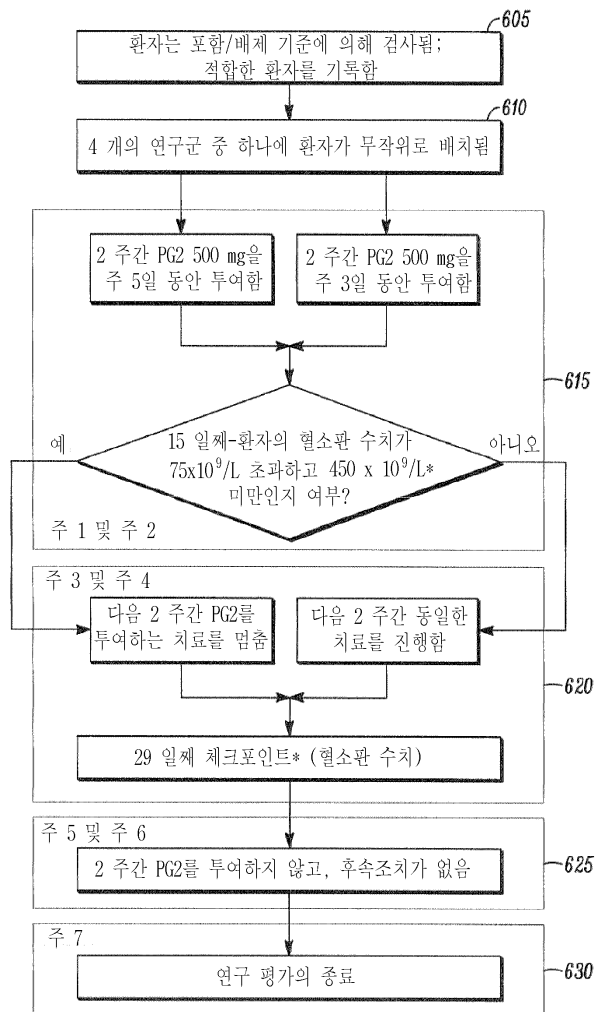 605
환자는 포함/배제 기준에 의해 검사됨;
적합한 환자를 기록함
610
4 개의 연구군 중 하나에 환자가 무작위로 배치됨
2 주간 PG2 500 mg을
주 5일 동안 투여함
2 주간 PG2 500 mg을
주 3일 동안 투여함
615
예
아니오
15 일째-환자의 혈소판 수치가
75x10⁹/L 초과하고 450 x 10⁹/L*
미만인지 여부?
주 1 및 주 2
주 3 및 주 4
다음 2 주간 PG2를
투여하는 치료를 멈춤
다음 2 주간 동일한
치료를 진행함
620
29 일째 체크포인트* (혈소판 수치)
주 5 및 주 6
2 주간 PG2를 투여하지 않고, 후속조치가 없음
625
주 7
연구 평가의 종료
630